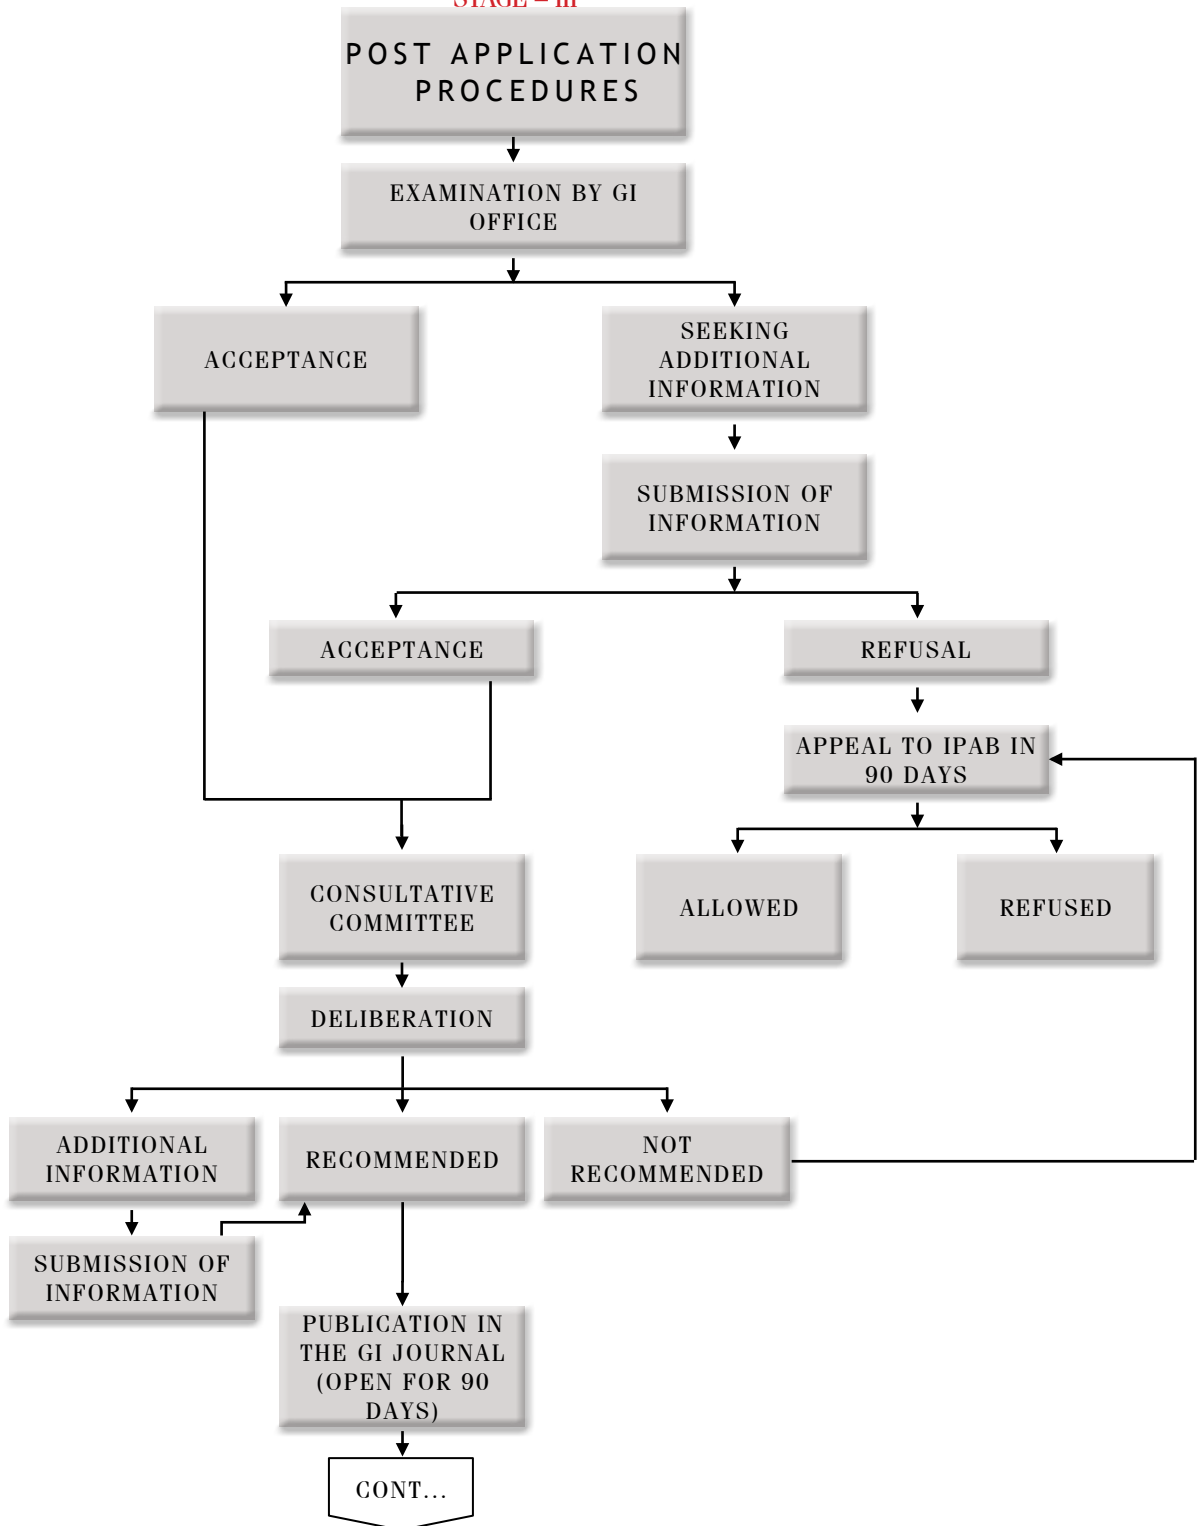 STAGE – III
POST APPLICATION
PROCEDURES
EXAMINATION BY GI
OFFICE
ACCEPTANCE
SEEKING
ADDITIONAL
INFORMATION
SUBMISSION OF
INFORMATION
ACCEPTANCE
REFUSAL
APPEAL TO IPAB IN
90 DAYS
CONSULTATIVE
COMMITTEE
ALLOWED
REFUSED
DELIBERATION
ADDITIONAL
INFORMATION
RECOMMENDED
NOT
RECOMMENDED
SUBMISSION OF
INFORMATION
PUBLICATION IN
THE GI JOURNAL
(OPEN FOR 90
DAYS)
CONT...